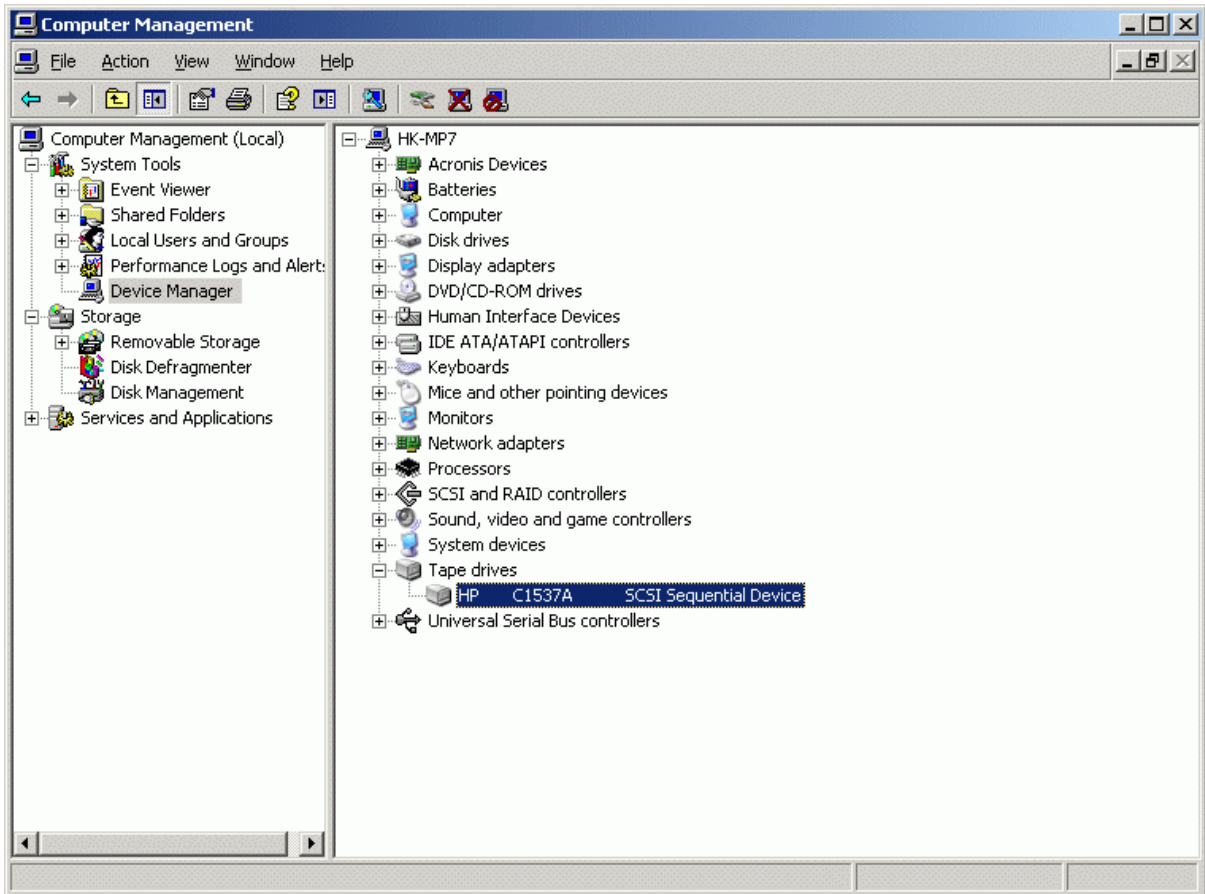 Computer Management
File Action View Window Help
Computer Management (Local)
System Tools
Event Viewer
Shared Folders
Local Users and Groups
Performance Logs and Alert
Device Manager
Storage
Removable Storage
Disk Defragmenter
Disk Management
Services and Applications
HK-MP7
Acronis Devices
Batteries
Computer
Disk drives
Display adapters
DVD/CD-ROM drives
Human Interface Devices
IDE ATA/ATAPI controllers
Keyboards
Mice and other pointing devices
Monitors
Network adapters
Processors
SCSI and RAID controllers
Sound, video and game controllers
System devices
Tape drives
HP C1537A SCSI Sequential Device
Universal Serial Bus controllers